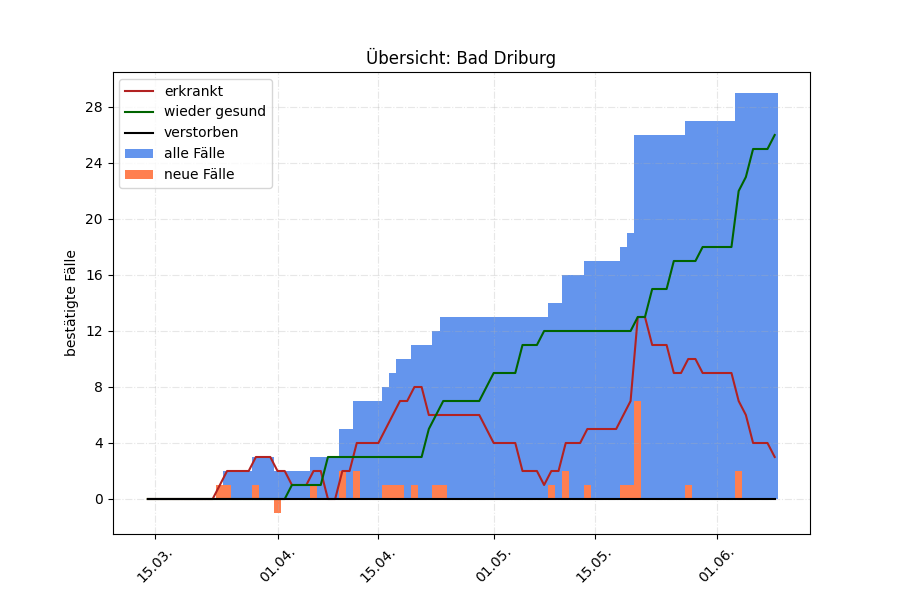 Übersicht: Bad Driburg
erkrankt
wieder gesund
verstorben
alle Fälle
neue Fälle
bestätigte Fälle
28
24
20
16
12
8
4
0
15.03.
01.04.
15.04.
01.05.
15.05.
01.06.